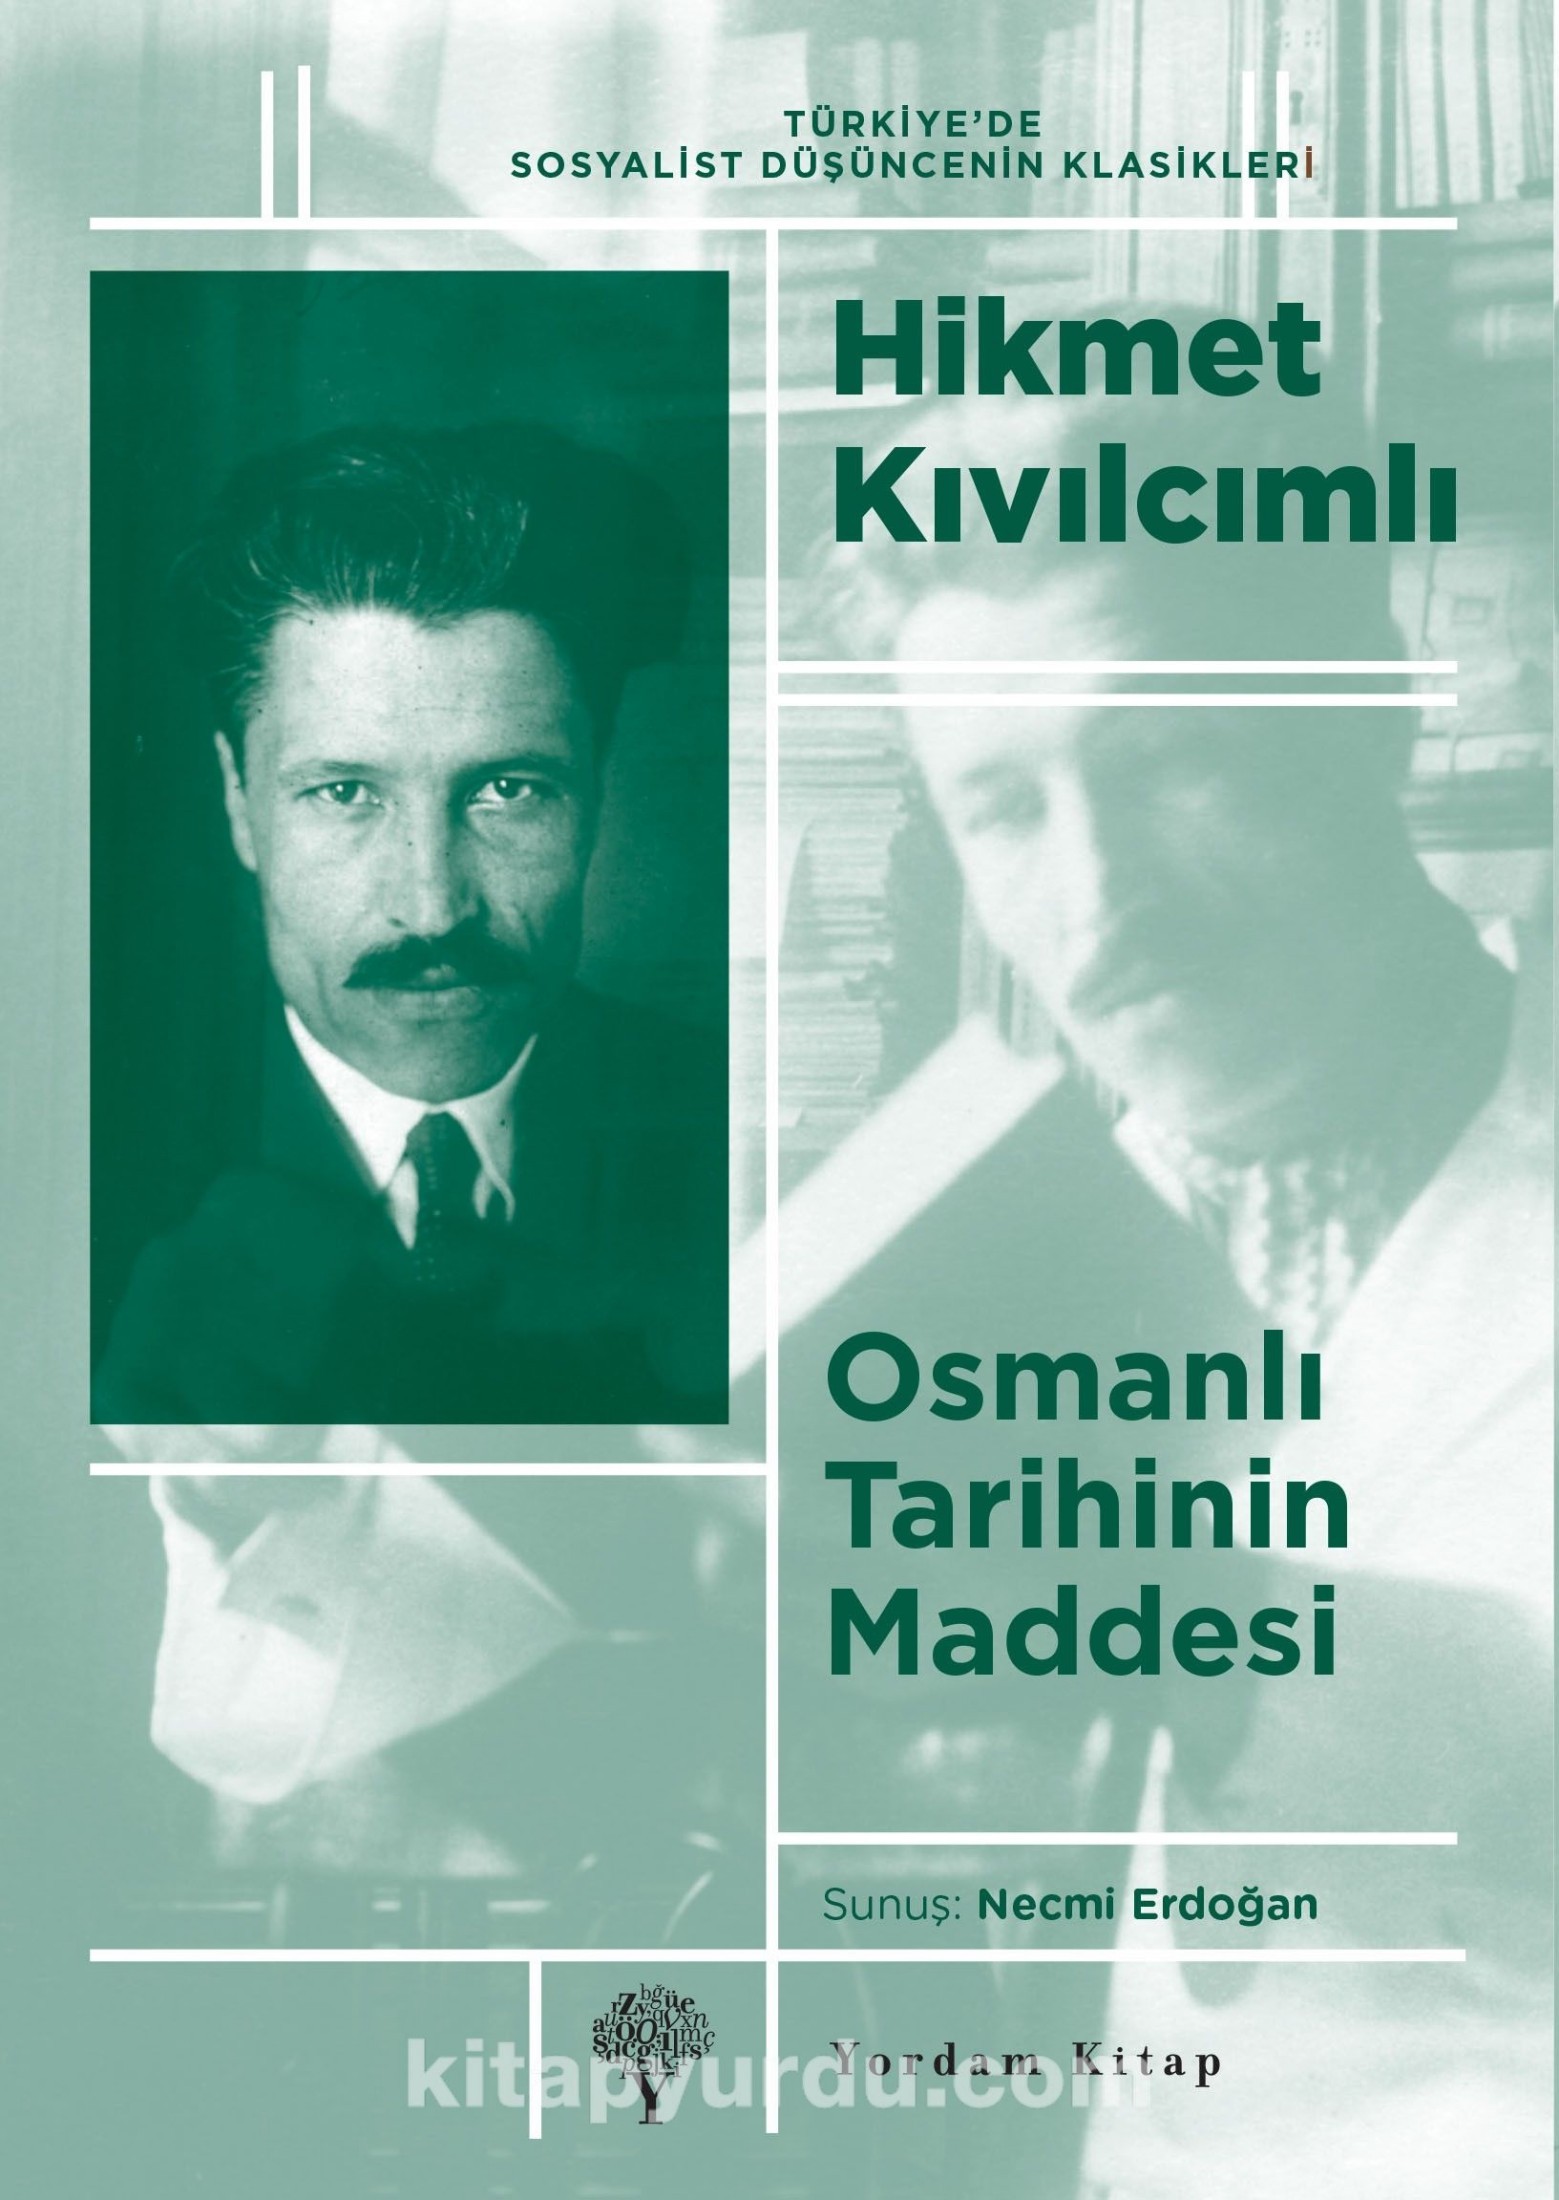 TÜRKİYE’DE
SOSYALİST DÜŞÜNCENİN KLASİKLERİ
Hikmet
Kıvılcımlı
Osmanlı
Tarihinin
Maddesi
Sunuş: Necmi Erdoğan
Yordam Kitap
kitapyurdu.com